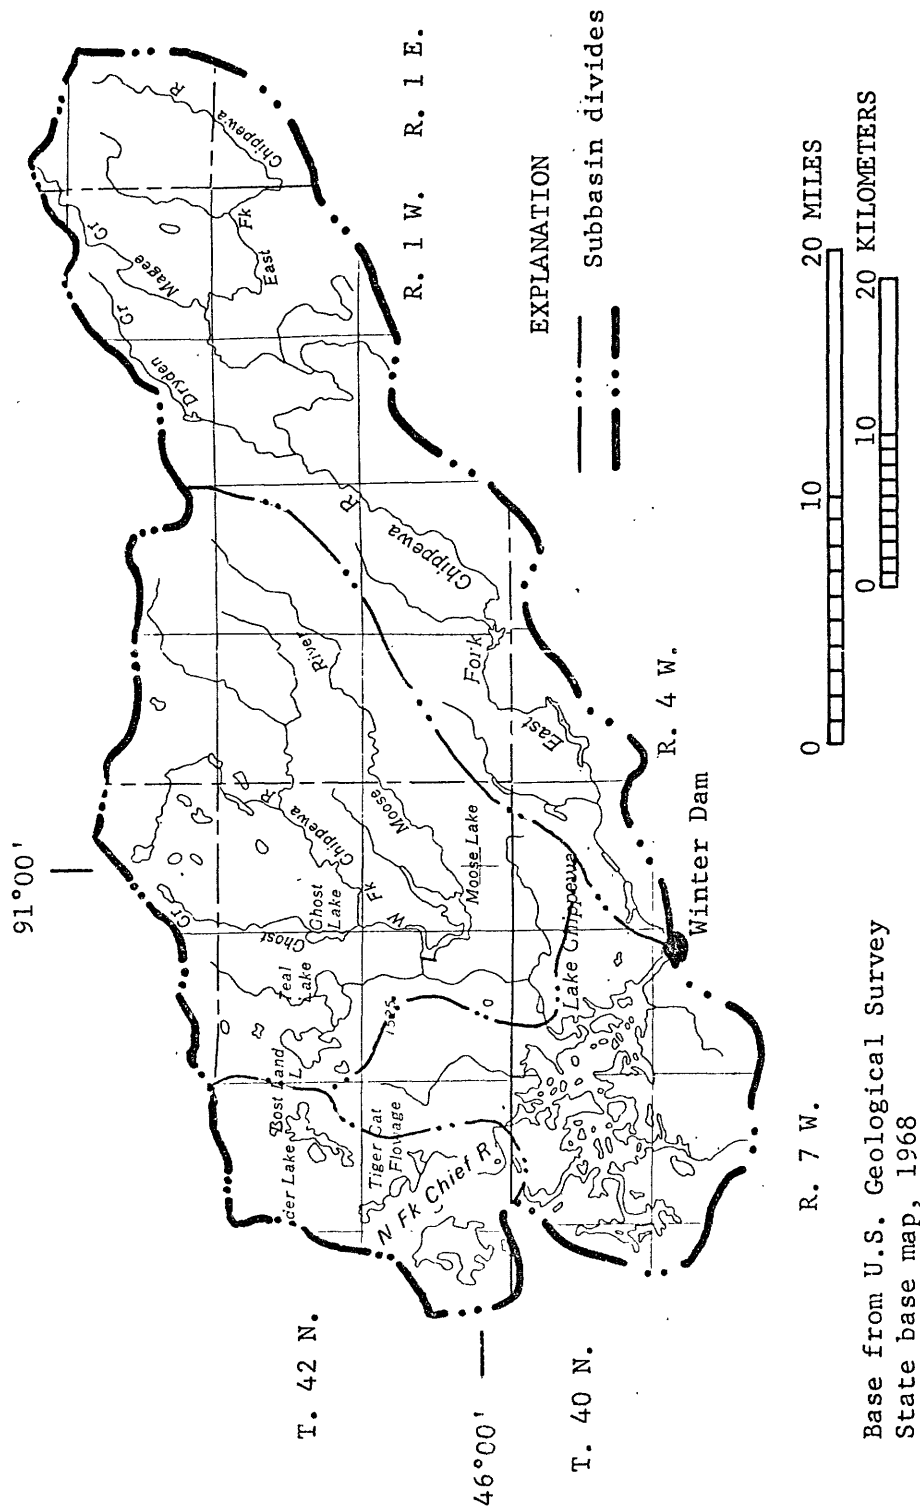 91°00'
46°00'
T. 42 N.
T. 40 N.
R. 7 W.
R. 4 W.
R. 1 W.
R. 1 E.
Ghost Cr
Teal
Lake
Ghost
Lake
W Fk Chippewa R
Moose River
Moose Lake
Lost Land
L
der Lake
Tiger Cat
Flowage
N Fk Chief R
1525
Lake Chippewa
East Fork Chippewa R
Dryden Cr
Magee Cr
East Fk Chippewa R
Winter Dam
EXPLANATION
Subbasin divides
0 10 20 MILES
0 10 20 KILOMETERS
Base from U.S. Geological Survey
State base map, 1968